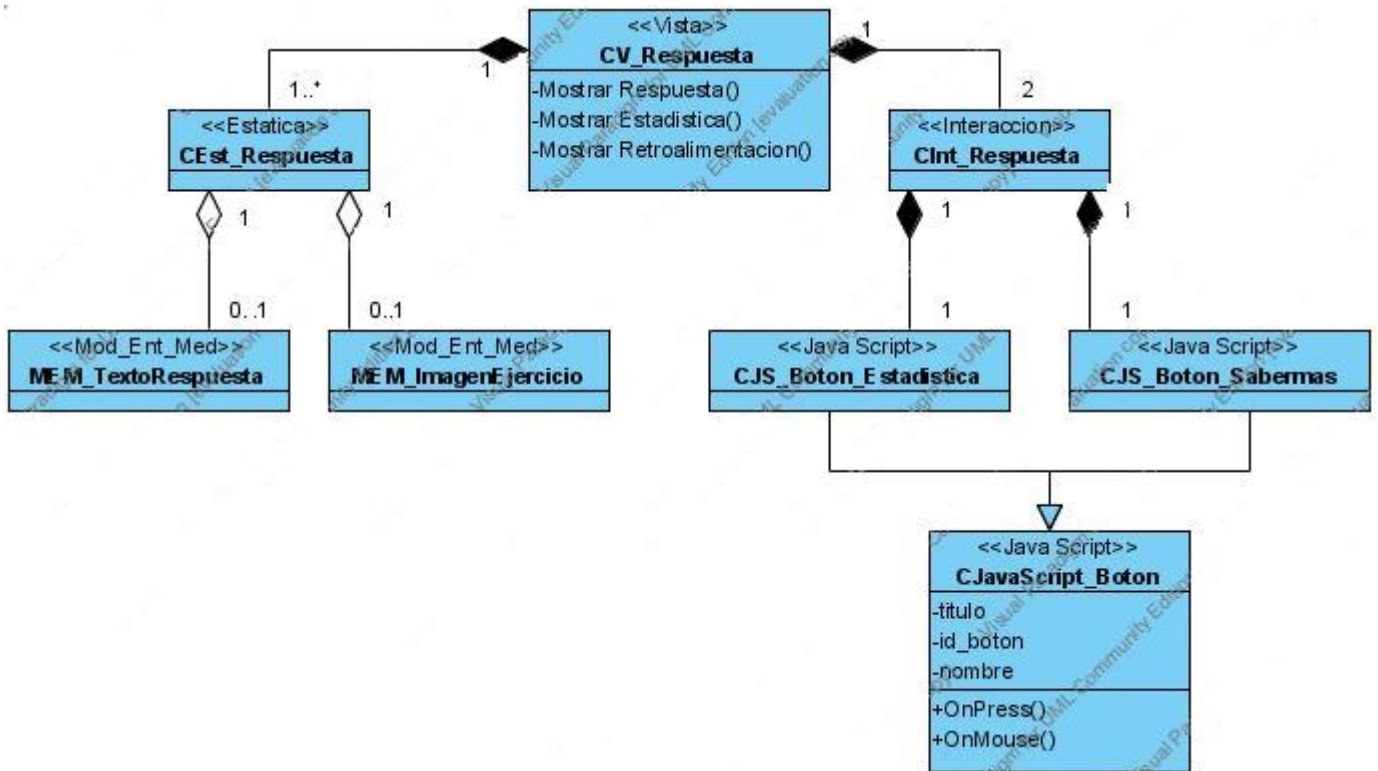 <<Vista>>
CV_Respuesta
-Mostrar Respuesta()
-Mostrar Estadistica()
-Mostrar Retroalimentacion()
1
1
1..*
2
<<Estatica>>
CEst_Respuesta
<<Interaccion>>
CInt_Respuesta
1
1
1
1
0..1
0..1
1
1
<<Mod_Ent_Med>>
MEM_TextoRespuesta
<<Mod_Ent_Med>>
MEM_ImagenEjercicio
<<Java Script>>
CJS_Boton_Estadistica
<<Java Script>>
CJS_Boton_Sabermas
<<Java Script>>
CJavaScript_Boton
-titulo
-id_boton
-nombre
+OnPress()
+OnMouse()